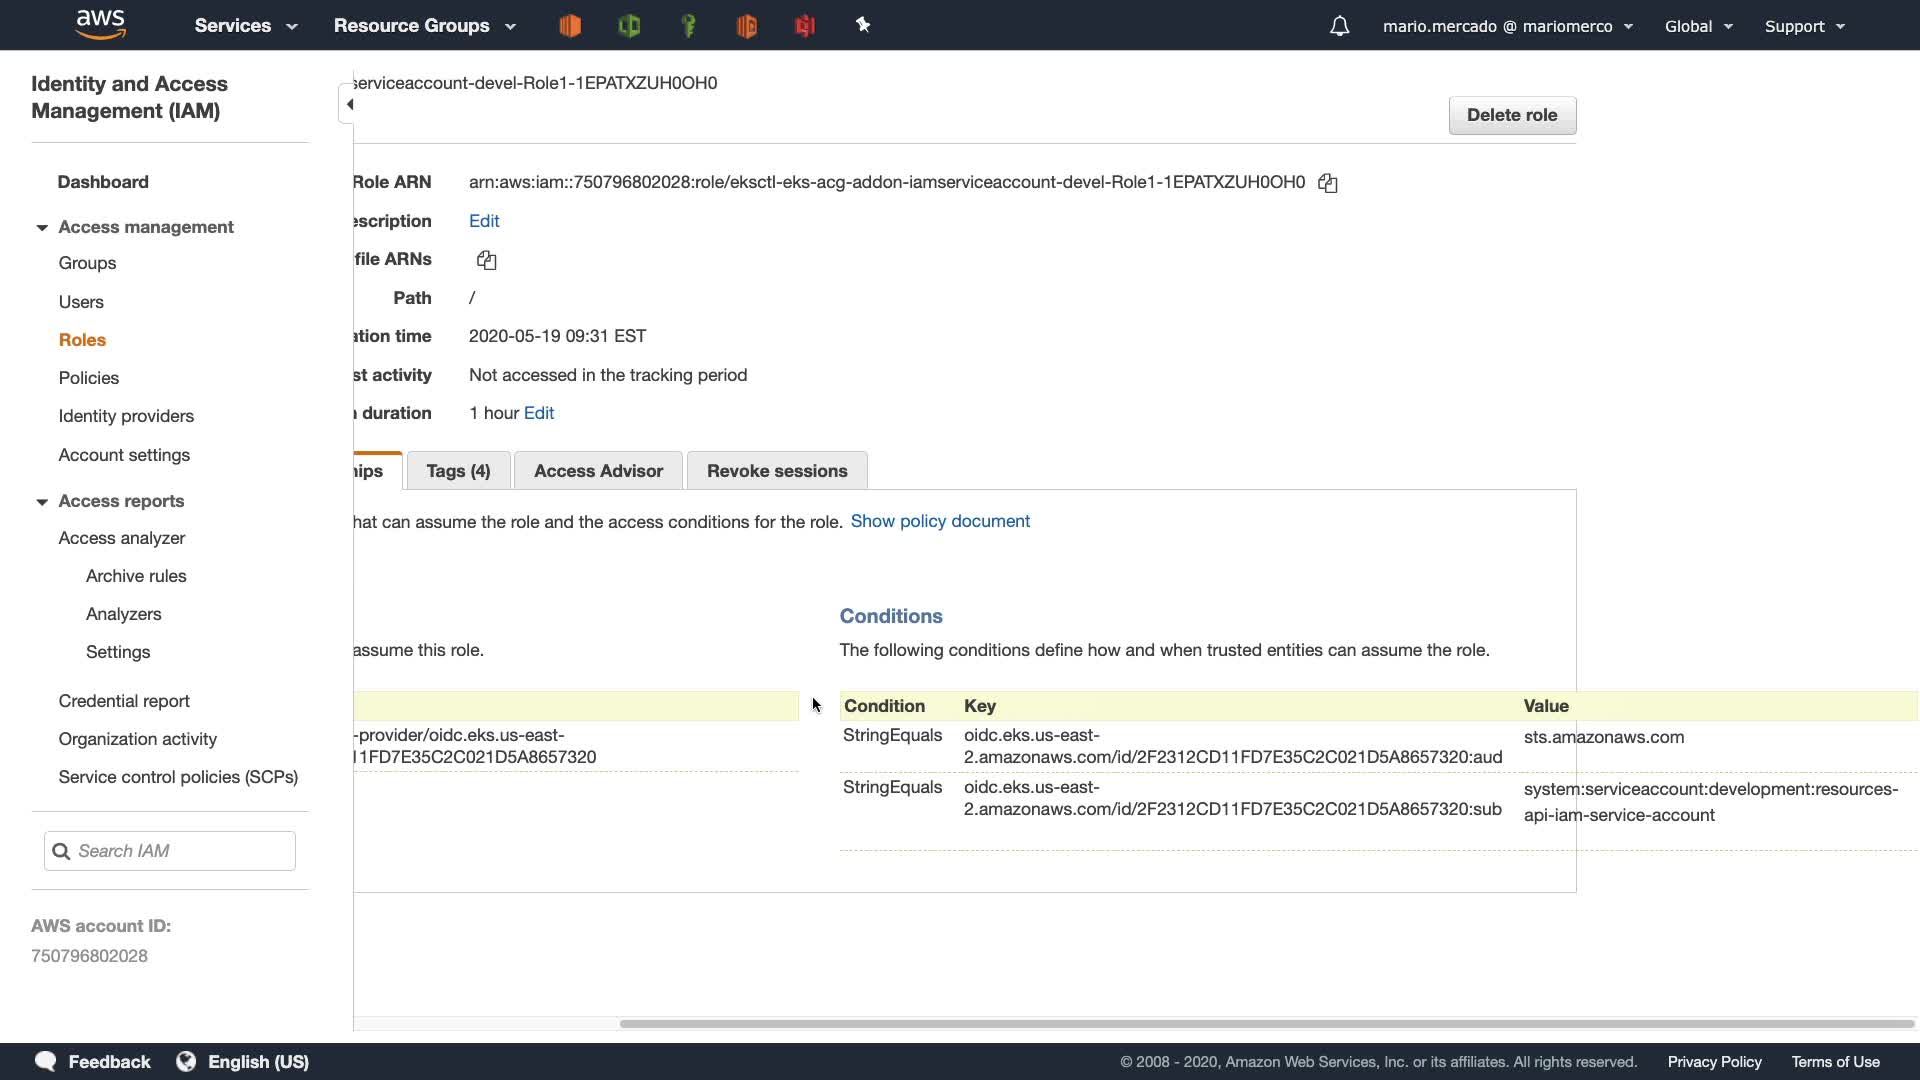 aws Services Resource Groups mario.mercado @ mariomerco Global Support
Identity and Access
Management (IAM)
Dashboard
Access management
Groups
Users
Roles
Policies
Identity providers
Account settings
Access reports
Access analyzer
Archive rules
Analyzers
Settings
Credential report
Organization activity
Service control policies (SCPs)
Search IAM
AWS account ID:
750796802028
serviceaccount-devel-Role1-1EPATXZUH0OH0
Delete role
Role ARN arn:aws:iam::750796802028:role/eksctl-eks-acg-addon-iamserviceaccount-devel-Role1-1EPATXZUH0OH0
escription Edit
file ARNs
Path /
ation time 2020-05-19 09:31 EST
st activity Not accessed in the tracking period
n duration 1 hour Edit
hips Tags (4) Access Advisor Revoke sessions
hat can assume the role and the access conditions for the role. Show policy document
Conditions
assume this role. The following conditions define how and when trusted entities can assume the role.
Condition Key Value
-provider/oidc.eks.us-east-
11FD7E35C2C021D5A8657320
StringEquals oidc.eks.us-east-
2.amazonaws.com/id/2F2312CD11FD7E35C2C021D5A8657320:aud
sts.amazonaws.com
StringEquals oidc.eks.us-east-
2.amazonaws.com/id/2F2312CD11FD7E35C2C021D5A8657320:sub
system:serviceaccount:development:resources-
api-iam-service-account
Feedback English (US) © 2008 - 2020, Amazon Web Services, Inc. or its affiliates. All rights reserved. Privacy Policy Terms of Use